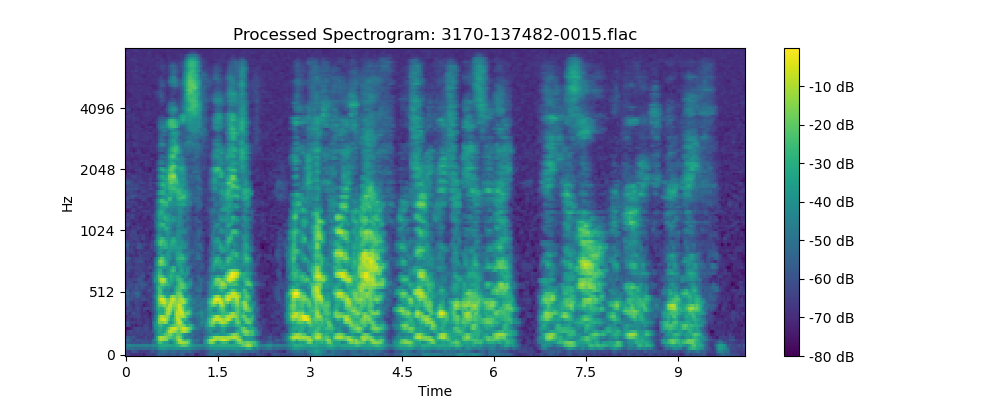 Processed Spectrogram: 3170-137482-0015.flac
Hz
4096
2048
1024
512
0
0 1.5 3 4.5 6 7.5 9
Time
-10 dB
-20 dB
-30 dB
-40 dB
-50 dB
-60 dB
-70 dB
-80 dB